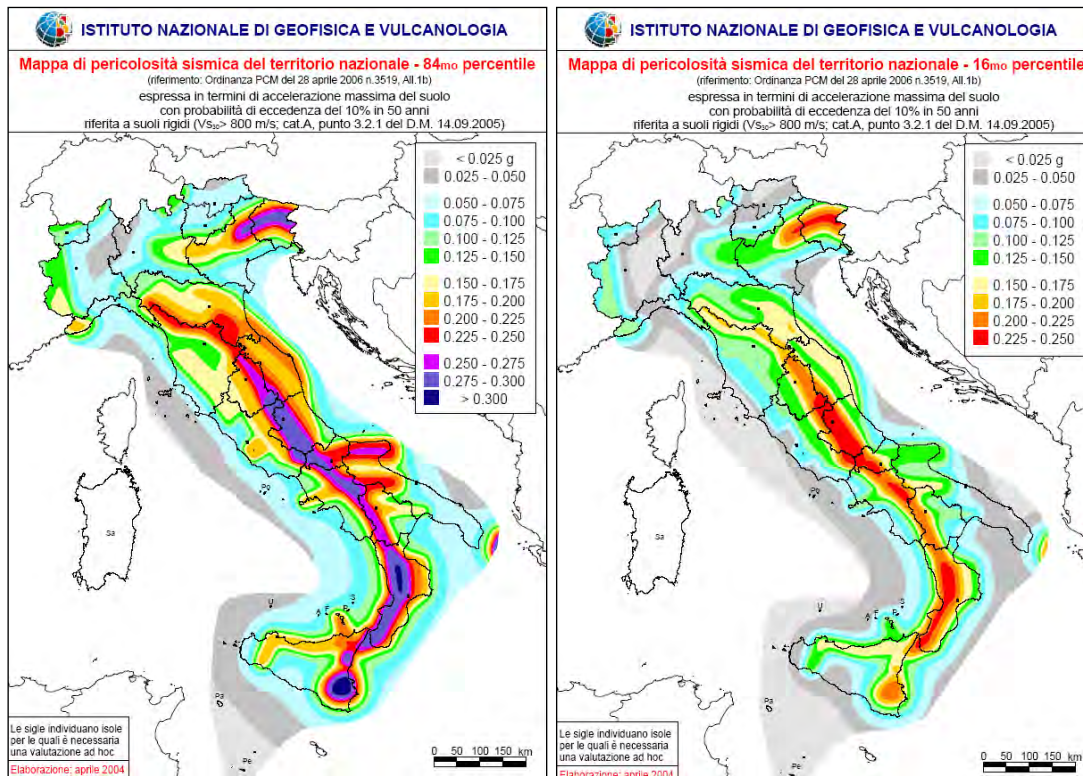 ISTITUTO NAZIONALE DI GEOFISICA E VULCANOLOGIA
Mappa di pericolosità sismica del territorio nazionale - 84mo percentile
(riferimento: Ordinanza PCM del 28 aprile 2006 n.3519, All.1b)
espressa in termini di accelerazione massima del suolo
con probabilità di eccedenza del 10% in 50 anni
riferita a suoli rigidi (Vs30> 800 m/s; cat.A, punto 3.2.1 del D.M. 14.09.2005)
< 0.025 g
0.025 - 0.050
0.050 - 0.075
0.075 - 0.100
0.100 - 0.125
0.125 - 0.150
0.150 - 0.175
0.175 - 0.200
0.200 - 0.225
0.225 - 0.250
0.250 - 0.275
0.275 - 0.300
> 0.300
Sa
Po
U
A
F
P
S
Pa
Pe
Le sigle individuano isole
per le quali è necessaria
una valutazione ad hoc
Elaborazione: aprile 2004
0 50 100 150 km
ISTITUTO NAZIONALE DI GEOFISICA E VULCANOLOGIA
Mappa di pericolosità sismica del territorio nazionale - 16mo percentile
(riferimento: Ordinanza PCM del 28 aprile 2006 n.3519, All.1b)
espressa in termini di accelerazione massima del suolo
con probabilità di eccedenza del 10% in 50 anni
riferita a suoli rigidi (Vs30> 800 m/s; cat.A, punto 3.2.1 del D.M. 14.09.2005)
< 0.025 g
0.025 - 0.050
0.050 - 0.075
0.075 - 0.100
0.100 - 0.125
0.125 - 0.150
0.150 - 0.175
0.175 - 0.200
0.200 - 0.225
0.225 - 0.250
Sa
Po
U
A
F
P
S
Pa
Pe
Le sigle individuano isole
per le quali è necessaria
una valutazione ad hoc
Elaborazione: aprile 2004
0 50 100 150 km